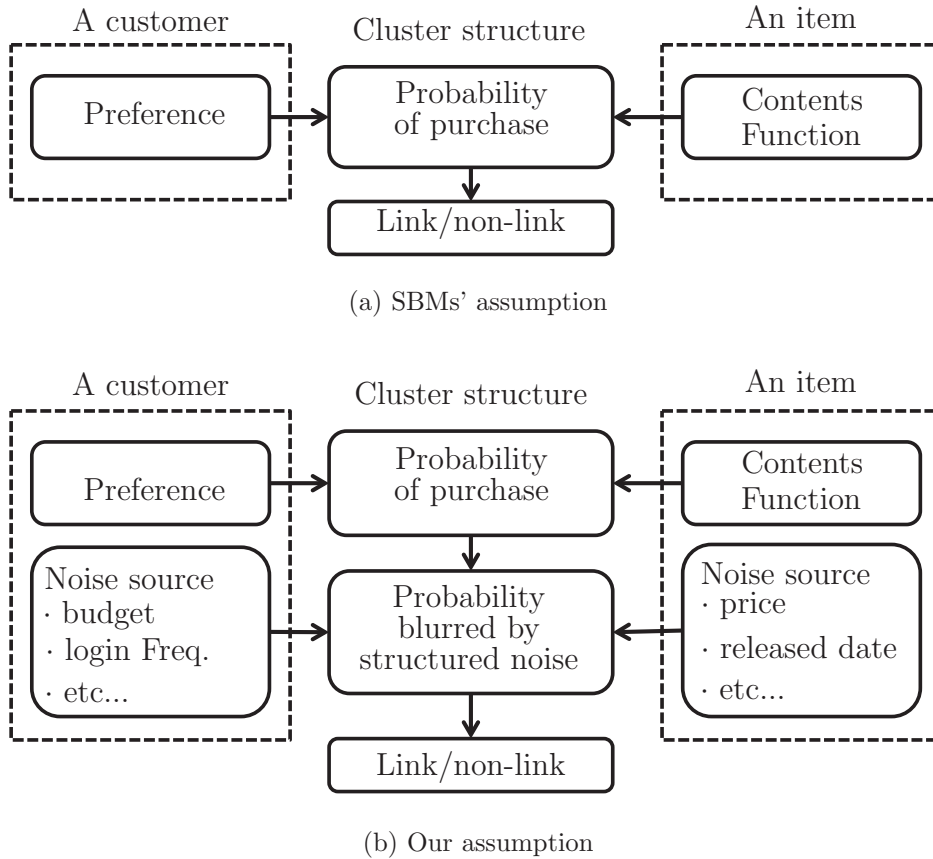 A customer
Cluster structure
An item
Preference
Probability
of purchase
Contents
Function
Link/non-link
(a) SBMs' assumption
A customer
Cluster structure
An item
Preference
Probability
of purchase
Contents
Function
Noise source
· budget
· login Freq.
· etc...
Probability
blurred by
structured noise
Noise source
· price
· released date
· etc...
Link/non-link
(b) Our assumption